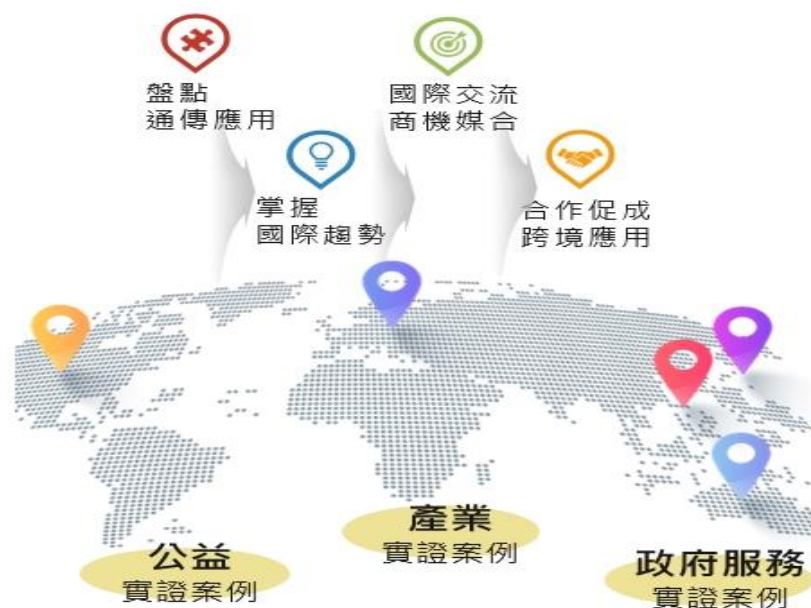 盤點
通傳應用
國際交流
商機媒合
掌握
國際趨勢
合作促成
跨境應用
公益
實證案例
產業
實證案例
政府服務
實證案例